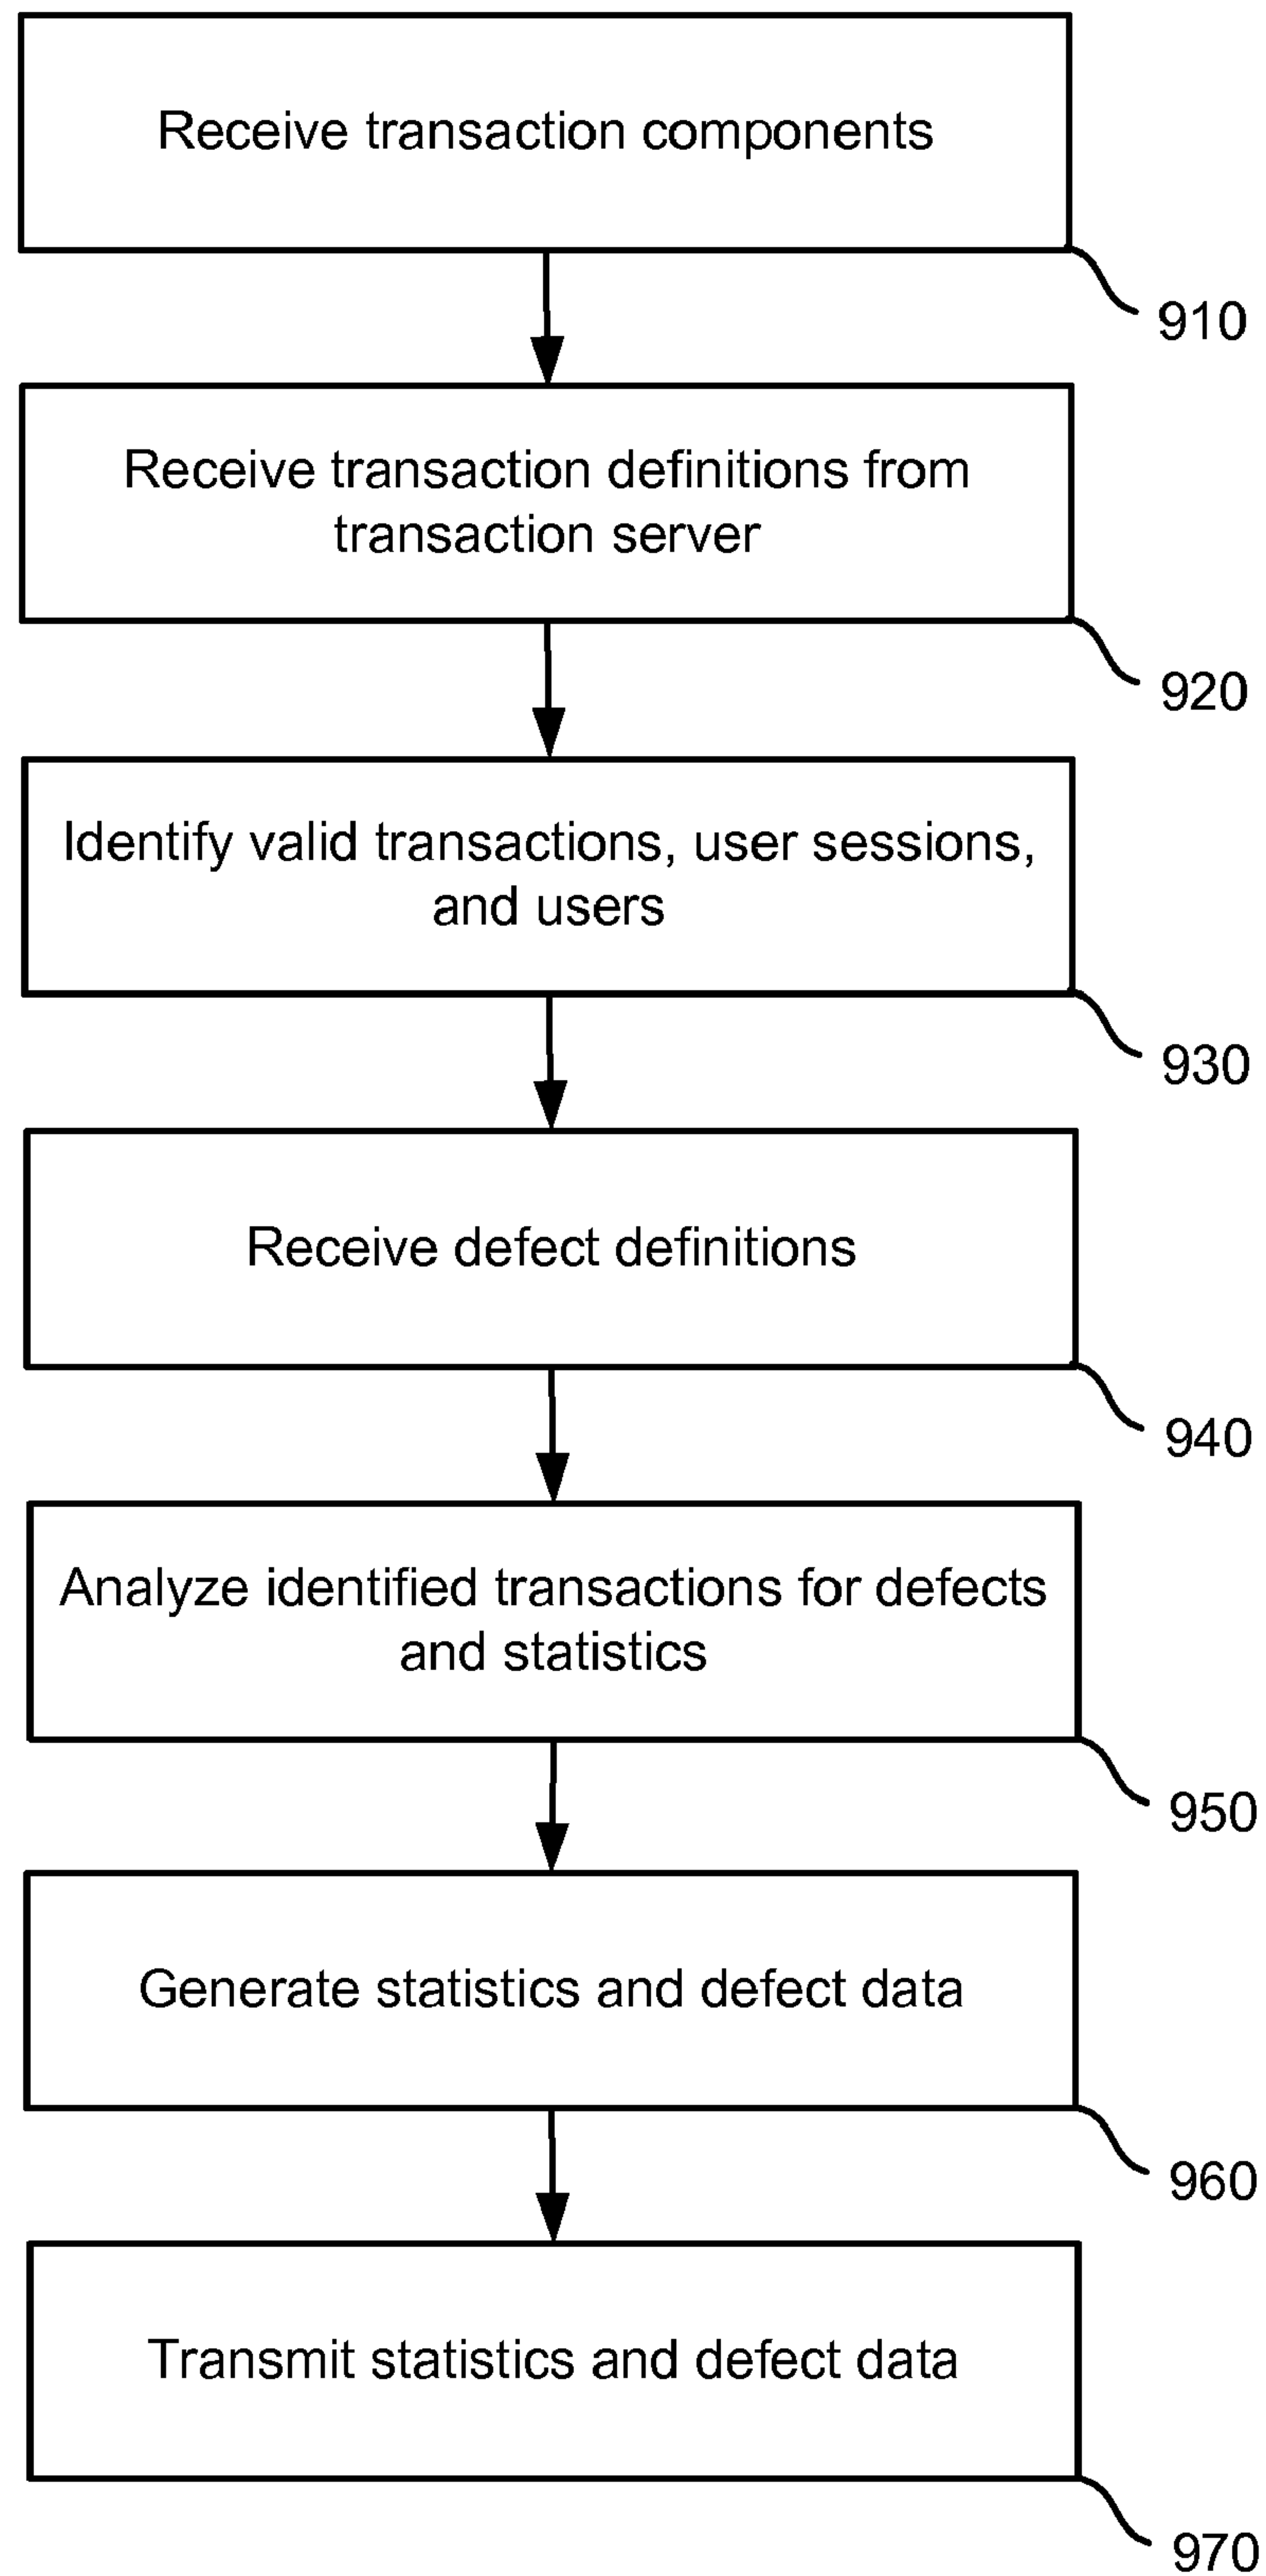 Receive transaction components
910
Receive transaction definitions from
transaction server
920
Identify valid transactions, user sessions,
and users
930
Receive defect definitions
940
Analyze identified transactions for defects
and statistics
950
Generate statistics and defect data
960
Transmit statistics and defect data
970